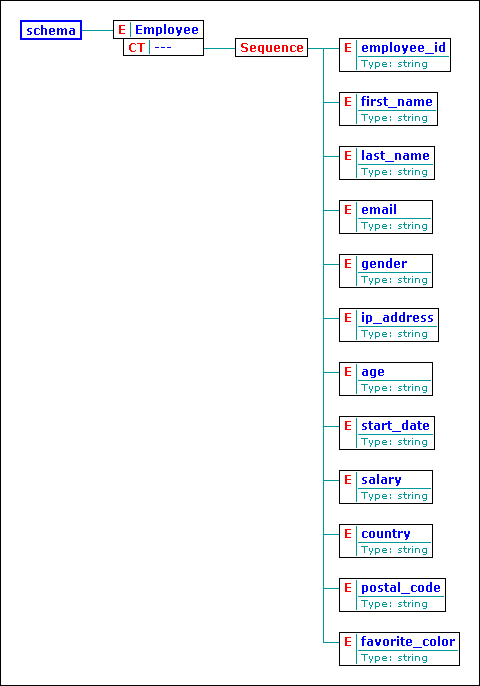 schema
E Employee
CT ---
Sequence
E employee_id
Type: string
E first_name
Type: string
E last_name
Type: string
E email
Type: string
E gender
Type: string
E ip_address
Type: string
E age
Type: string
E start_date
Type: string
E salary
Type: string
E country
Type: string
E postal_code
Type: string
E favorite_color
Type: string